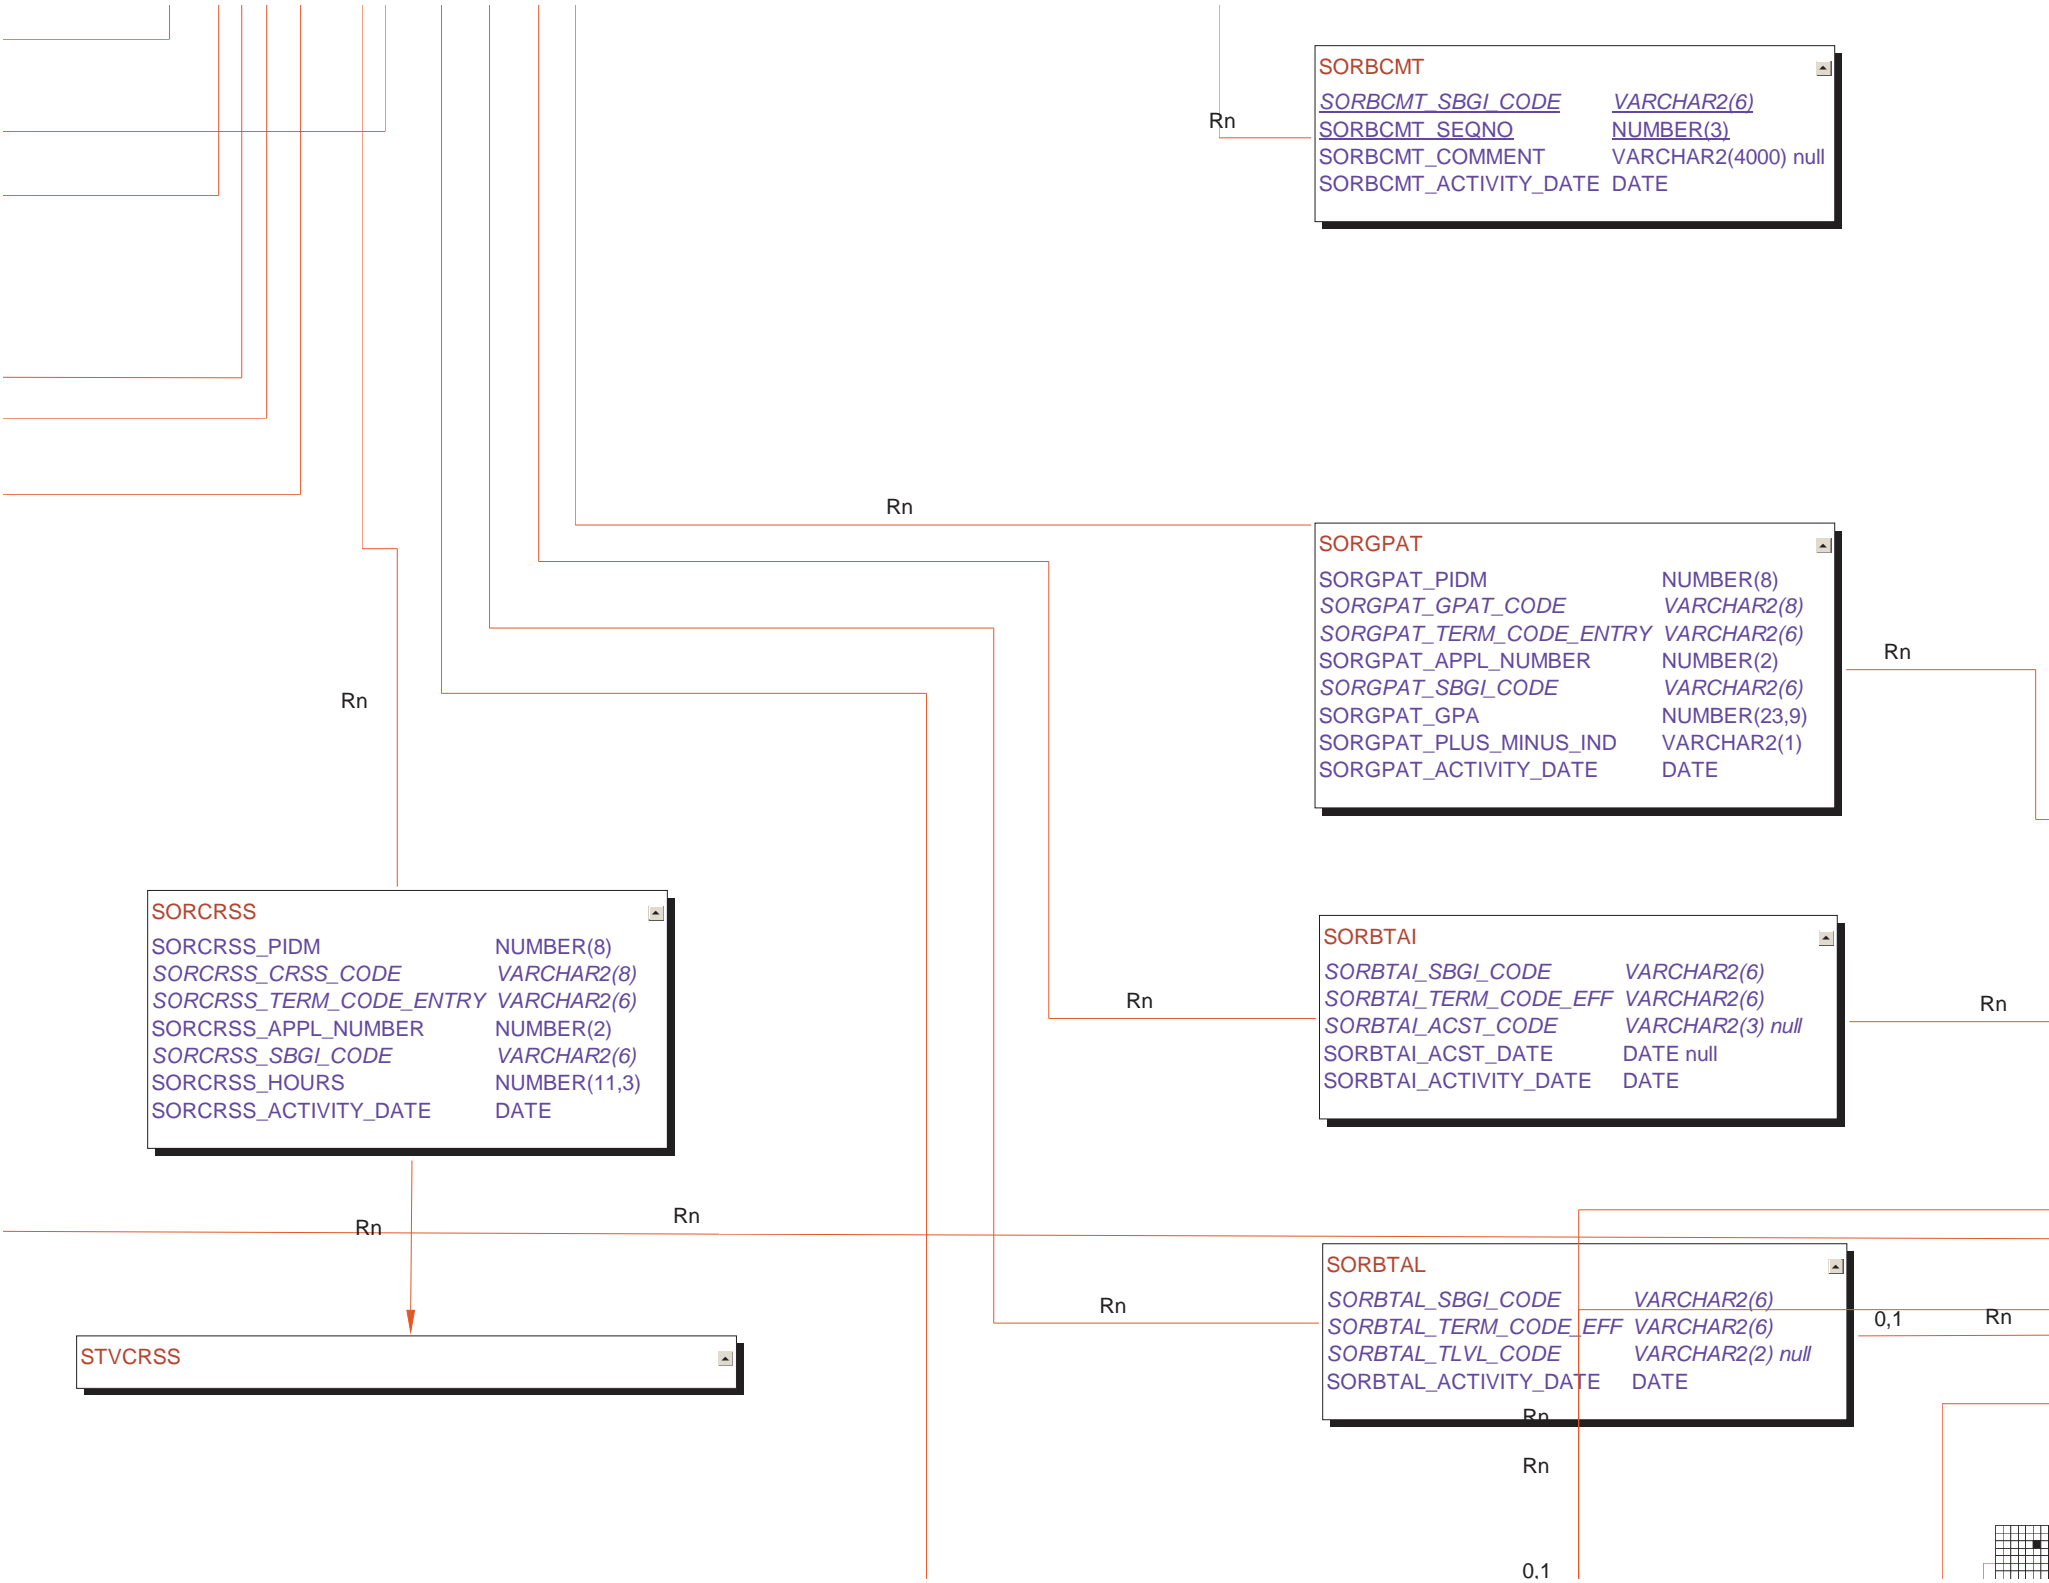 SORBCMT
SORBCMT_SBGI_CODE VARCHAR2(6)
SORBCMT_SEQNO NUMBER(3)
SORBCMT_COMMENT VARCHAR2(4000) null
SORBCMT_ACTIVITY_DATE DATE
Rn
Rn
SORGPAT
SORGPAT_PIDM NUMBER(8)
SORGPAT_GPAT_CODE VARCHAR2(8)
SORGPAT_TERM_CODE_ENTRY VARCHAR2(6)
SORGPAT_APPL_NUMBER NUMBER(2)
SORGPAT_SBGI_CODE VARCHAR2(6)
SORGPAT_GPA NUMBER(23,9)
SORGPAT_PLUS_MINUS_IND VARCHAR2(1)
SORGPAT_ACTIVITY_DATE DATE
Rn
Rn
SORCRSS
SORCRSS_PIDM NUMBER(8)
SORCRSS_CRSS_CODE VARCHAR2(8)
SORCRSS_TERM_CODE_ENTRY VARCHAR2(6)
SORCRSS_APPL_NUMBER NUMBER(2)
SORCRSS_SBGI_CODE VARCHAR2(6)
SORCRSS_HOURS NUMBER(11,3)
SORCRSS_ACTIVITY_DATE DATE
SORBTAI
SORBTAI_SBGI_CODE VARCHAR2(6)
SORBTAI_TERM_CODE_EFF VARCHAR2(6)
SORBTAI_ACST_CODE VARCHAR2(3) null
SORBTAI_ACST_DATE DATE null
SORBTAI_ACTIVITY_DATE DATE
Rn
Rn
Rn
Rn
SORBTAL
SORBTAL_SBGI_CODE VARCHAR2(6)
SORBTAL_TERM_CODE_EFF VARCHAR2(6)
SORBTAL_TLVL_CODE VARCHAR2(2) null
SORBTAL_ACTIVITY_DATE DATE
Rn
0,1
Rn
STVCRSS
Rn
Rn
0,1